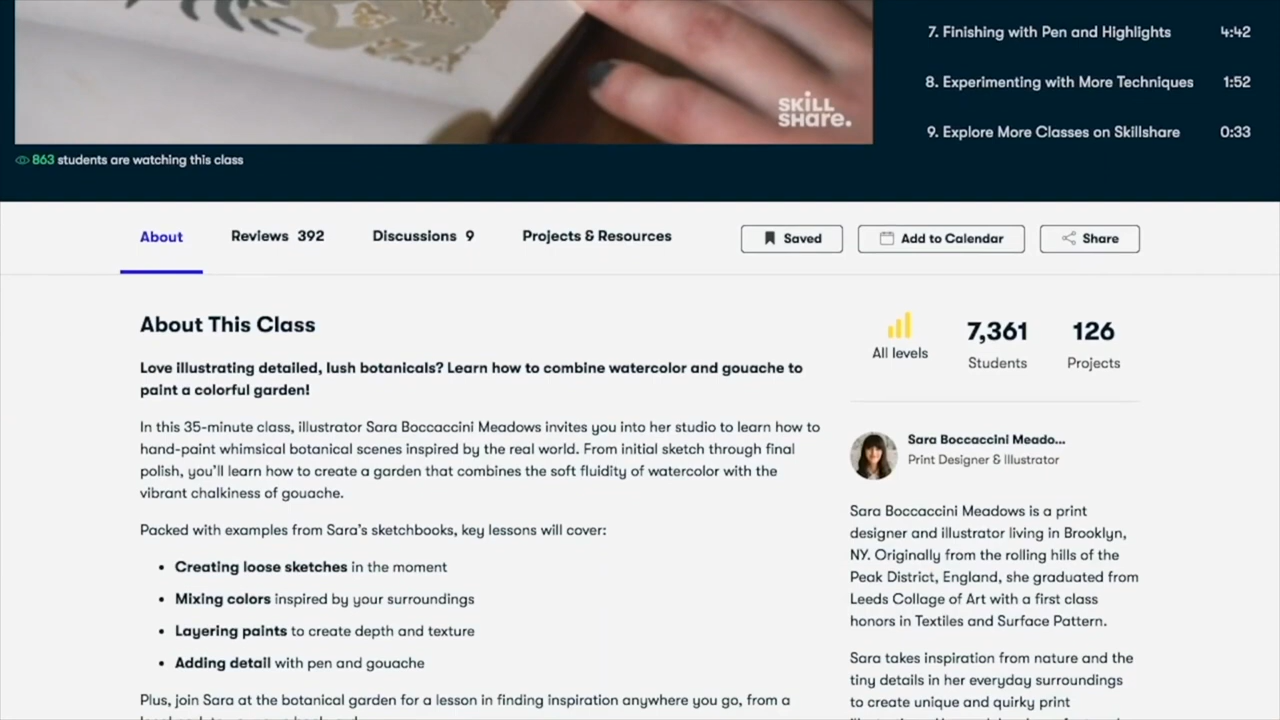 SKILL
SHare.
7. Finishing with Pen and Highlights 4:42
8. Experimenting with More Techniques 1:52
9. Explore More Classes on Skillshare 0:33
863 students are watching this class
About Reviews 392 Discussions 9 Projects & Resources Saved Add to Calendar Share
About This Class
Love illustrating detailed, lush botanicals? Learn how to combine watercolor and gouache to
paint a colorful garden!
In this 35-minute class, illustrator Sara Boccaccini Meadows invites you into her studio to learn how to
hand-paint whimsical botanical scenes inspired by the real world. From initial sketch through final
polish, you'll learn how to create a garden that combines the soft fluidity of watercolor with the
vibrant chalkiness of gouache.
Packed with examples from Sara's sketchbooks, key lessons will cover:
• Creating loose sketches in the moment
• Mixing colors inspired by your surroundings
• Layering paints to create depth and texture
• Adding detail with pen and gouache
Plus, join Sara at the botanical garden for a lesson in finding inspiration anywhere you go, from a
All levels
7,361
Students
126
Projects
Sara Boccaccini Meado...
Print Designer & Illustrator
Sara Boccaccini Meadows is a print
designer and illustrator living in Brooklyn,
NY. Originally from the rolling hills of the
Peak District, England, she graduated from
Leeds Collage of Art with a first class
honors in Textiles and Surface Pattern.
Sara takes inspiration from nature and the
tiny details in her everyday surroundings
to create unique and quirky print